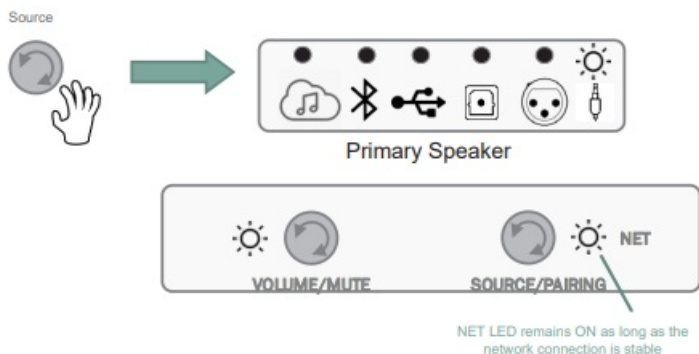 Source
Primary Speaker
NET
VOLUME/MUTE SOURCE/PAIRING
NET LED remains ON as long as the
network connection is stable